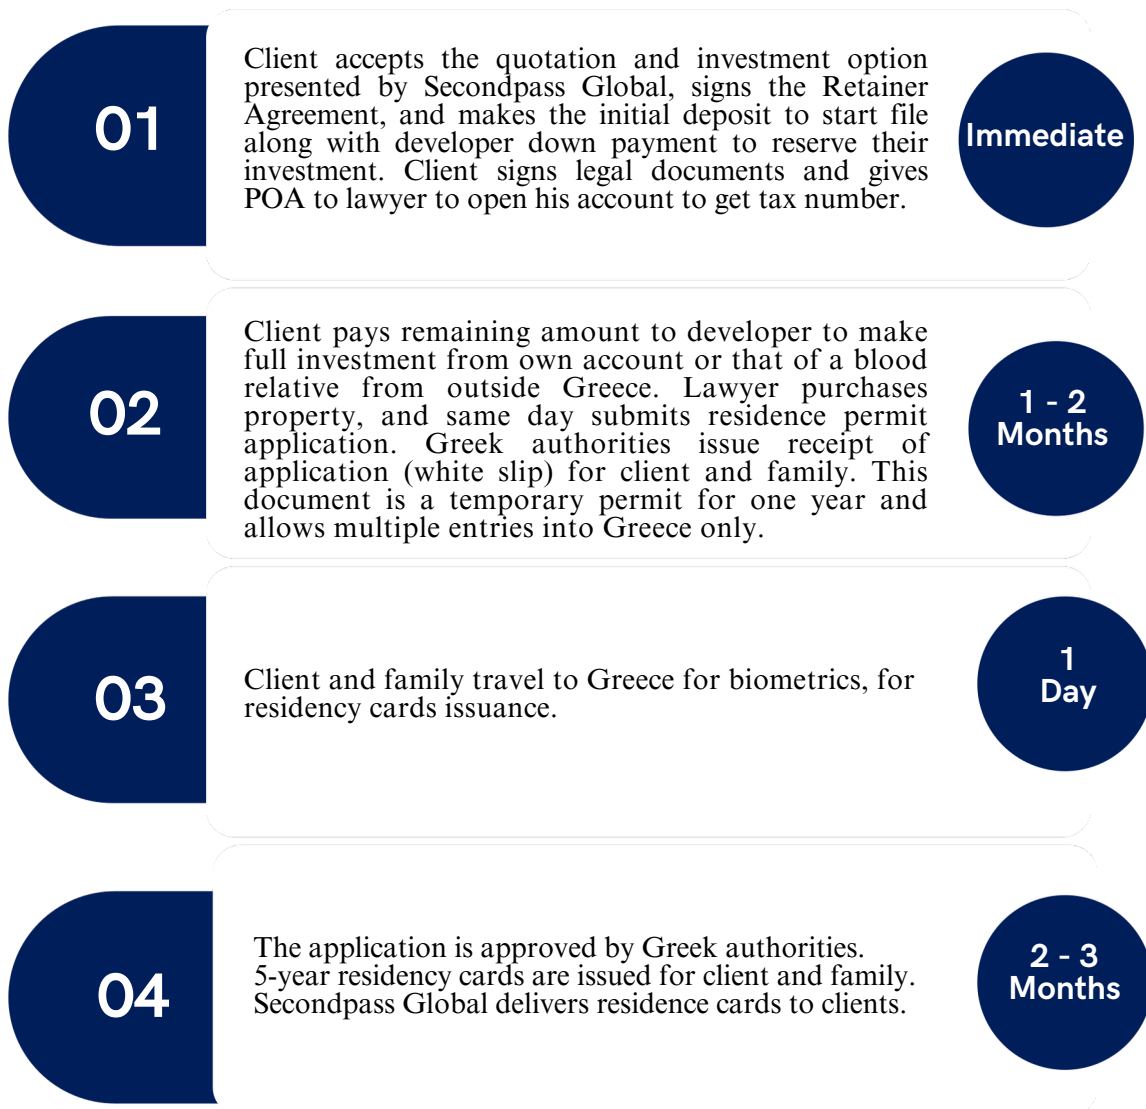 01
Client accepts the quotation and investment option
presented by Secondpass Global, signs the Retainer
Agreement, and makes the initial deposit to start file
along with developer down payment to reserve their
investment. Client signs legal documents and gives
POA to lawyer to open his account to get tax number.
Immediate
02
Client pays remaining amount to developer to make
full investment from own account or that of a blood
relative from outside Greece. Lawyer purchases
property, and same day submits residence permit
application. Greek authorities issue receipt of
application (white slip) for client and family. This
document is a temporary permit for one year and
allows multiple entries into Greece only.
1 - 2
Months
03
Client and family travel to Greece for biometrics, for
residency cards issuance.
1
Day
04
The application is approved by Greek authorities.
5-year residency cards are issued for client and family.
Secondpass Global delivers residence cards to clients.
2 - 3
Months